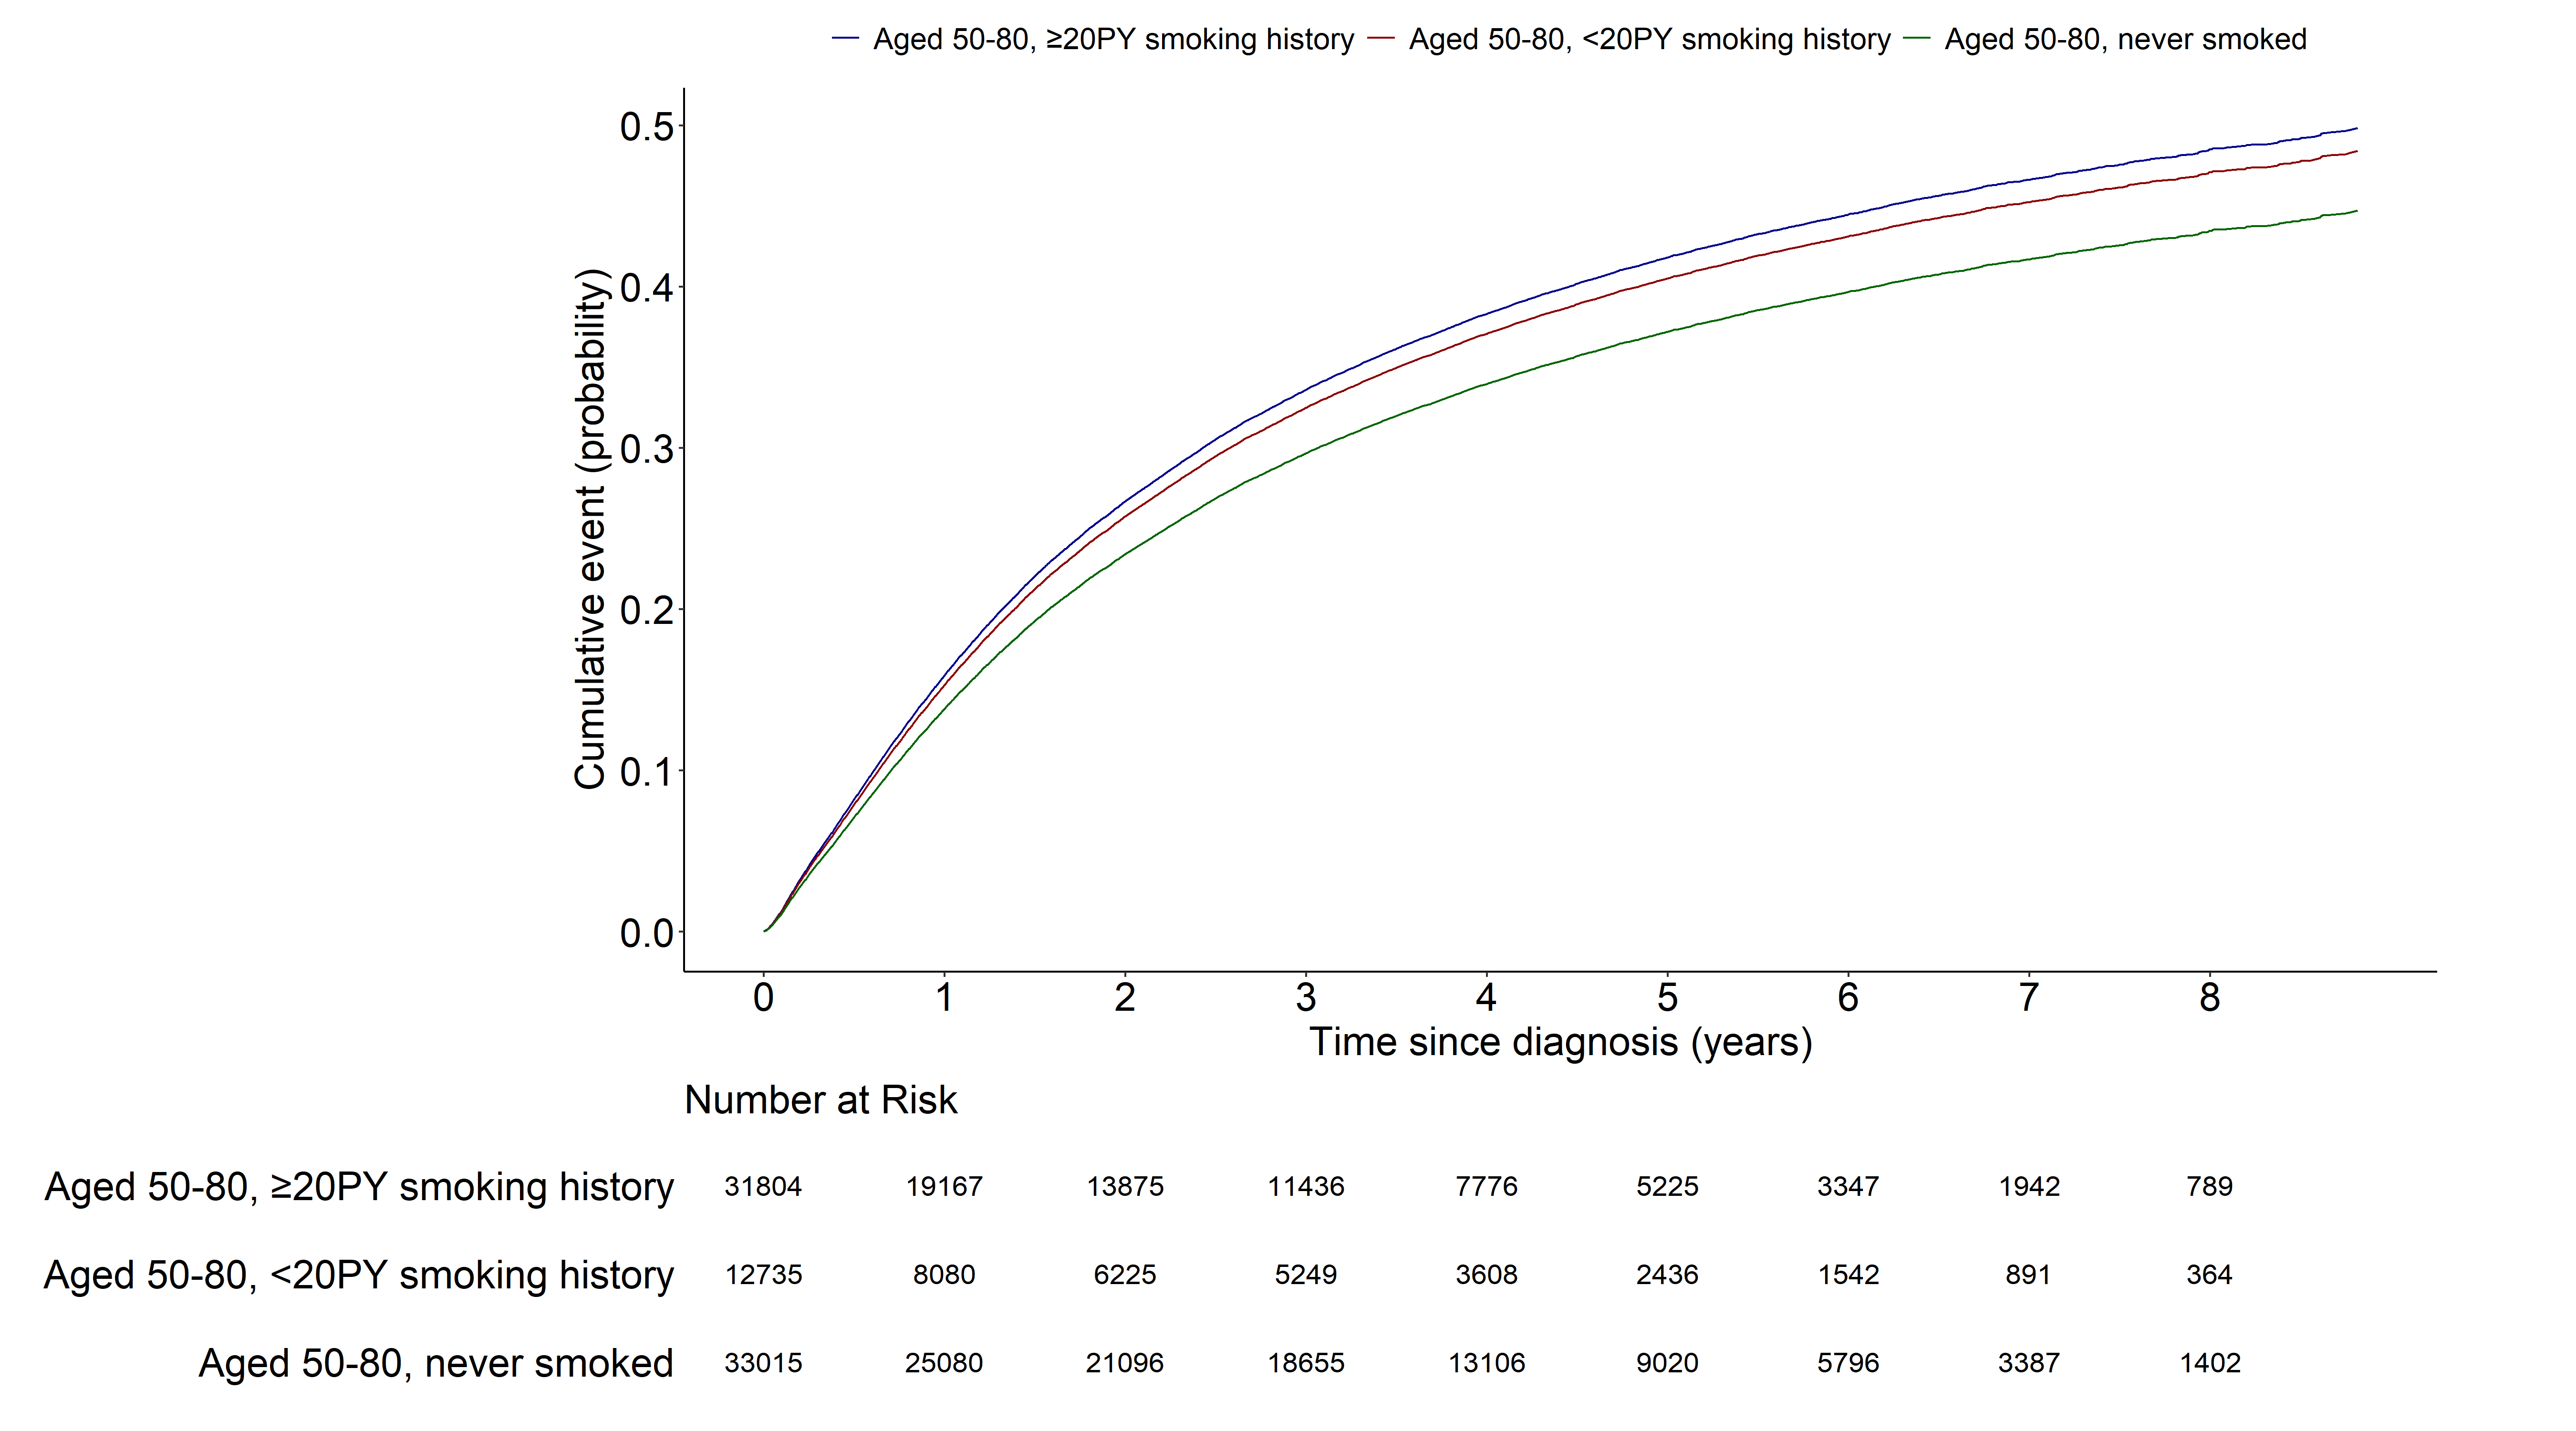 Aged 50-80, ≥20PY smoking history Aged 50-80, <20PY smoking history Aged 50-80, never smoked
Cumulative event (probability)
0.5
0.4
0.3
0.2
0.1
0.0
0 1 2 3 4 5 6 7 8
Time since diagnosis (years)
Number at Risk
Aged 50-80, ≥20PY smoking history 31804 19167 13875 11436 7776 5225 3347 1942 789
Aged 50-80, <20PY smoking history 12735 8080 6225 5249 3608 2436 1542 891 364
Aged 50-80, never smoked 33015 25080 21096 18655 13106 9020 5796 3387 1402